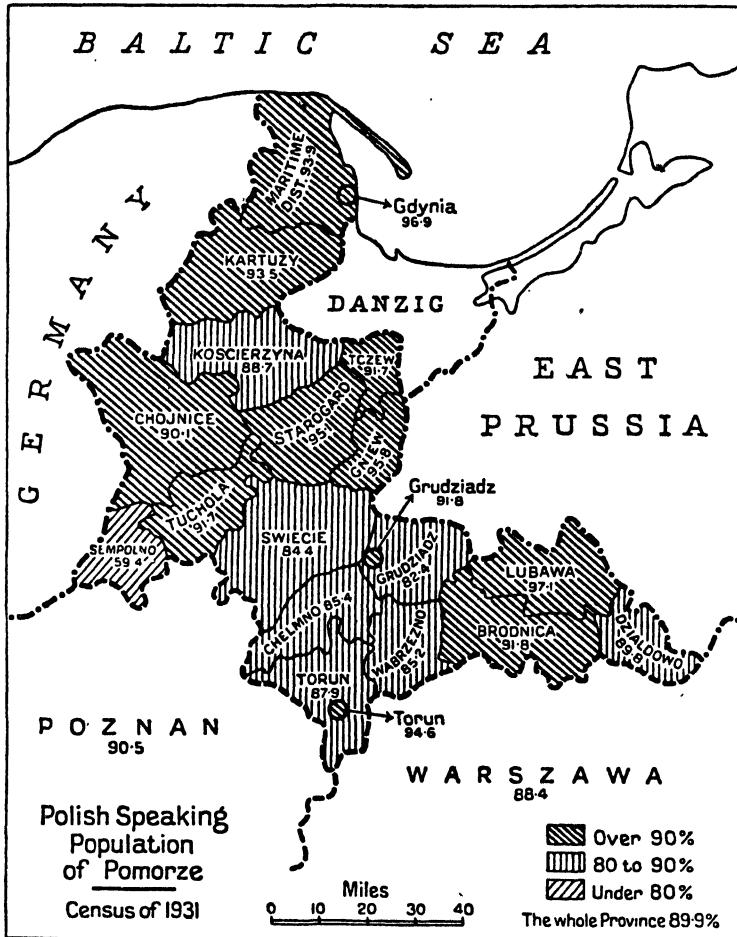 BALTIC SEA
MARITIME
DIST. 93·9
Gdynia
96·9
KARTUZY
93·5
GERMANY
DANZIG
KOSCIERZYNA
88·7
TCZEW
91·7
EAST
PRUSSIA
CHOJNICE
90·1
STAROGARD
95·1
GNIEW
95·8
TUCHOLA
91·7
Grudziadz
91·8
SEMPOLNO
59·4
SWIECIE
84·4
GRUDZIADZ
82·4
LUBAWA
97·1
CHELMNO 85·4
WABRZEZNO
85·2
BRODNICA
91·8
DZIALDOWO
89·8
TORUN
87·9
Torun
94·6
POZNAN
90·5
WARSZAWA
88·4
Polish Speaking
Population
of Pomorze
Census of 1931
Miles
0 10 20 30 40
Over 90%
80 to 90%
Under 80%
The whole Province 89·9%